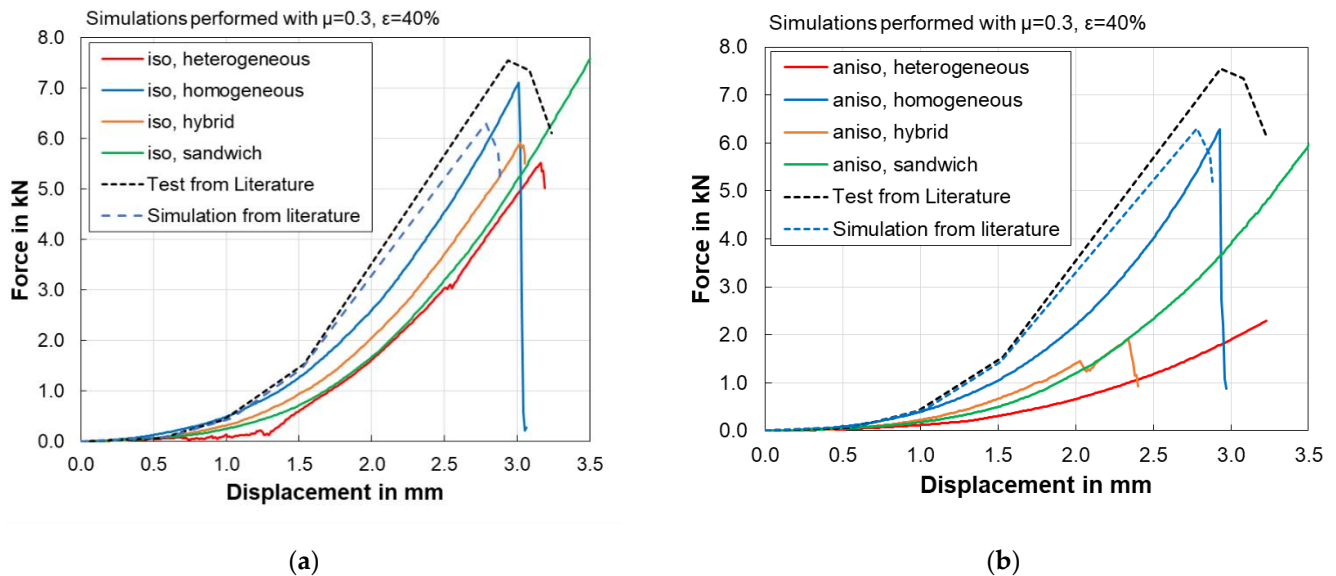 Simulations performed with µ=0.3, ε=40%
8.0
7.0
6.0
5.0
4.0
3.0
2.0
1.0
0.0
Force in kN
iso, heterogeneous
iso, homogeneous
iso, hybrid
iso, sandwich
Test from Literature
Simulation from literature
0.0 0.5 1.0 1.5 2.0 2.5 3.0 3.5
Displacement in mm
(a)
Simulations performed with µ=0.3, ε=40%
8.0
7.0
6.0
5.0
4.0
3.0
2.0
1.0
0.0
Force in kN
aniso, heterogeneous
aniso, homogeneous
aniso, hybrid
aniso, sandwich
Test from Literature
Simulation from literature
0.0 0.5 1.0 1.5 2.0 2.5 3.0 3.5
Displacement in mm
(b)